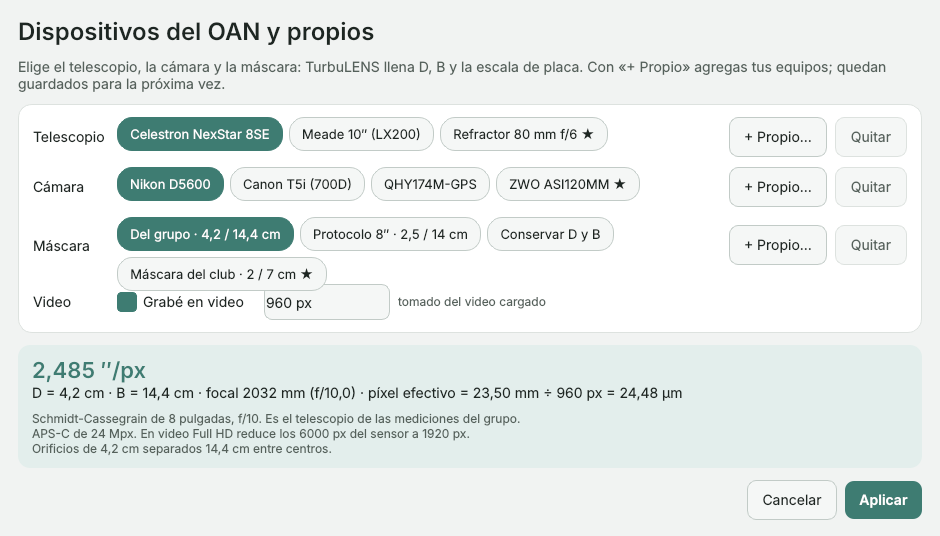 Dispositivos del OAN y propios
Elige el telescopio, la cámara y la máscara: TurbuLENS llena D, B y la escala de placa. Con «+ Propio» agregas tus equipos; quedan
guardados para la próxima vez.
Telescopio Celestron NexStar 8SE Meade 10″ (LX200) Refractor 80 mm f/6 ★ + Propio... Quitar
Cámara Nikon D5600 Canon T5i (700D) QHY174M-GPS ZWO ASI120MM ★ + Propio... Quitar
Máscara Del grupo · 4,2 / 14,4 cm Protocolo 8″ · 2,5 / 14 cm Conservar D y B + Propio... Quitar
Máscara del club · 2 / 7 cm ★
Video Grabé en video 960 px tomado del video cargado
2,485 ″/px
D = 4,2 cm · B = 14,4 cm · focal 2032 mm (f/10,0) · píxel efectivo = 23,50 mm ÷ 960 px = 24,48 µm
Schmidt-Cassegrain de 8 pulgadas, f/10. Es el telescopio de las mediciones del grupo.
APS-C de 24 Mpx. En video Full HD reduce los 6000 px del sensor a 1920 px.
Orificios de 4,2 cm separados 14,4 cm entre centros.
Cancelar Aplicar